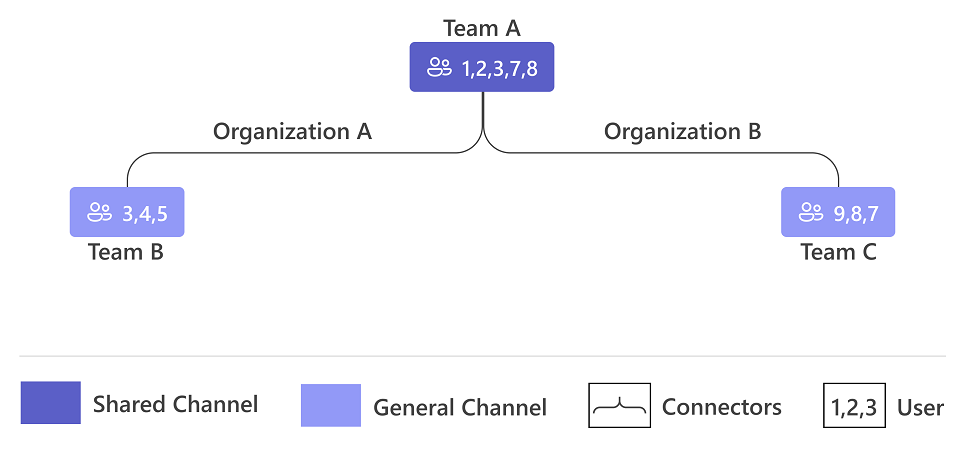 Team A
1,2,3,7,8
Organization A
Organization B
3,4,5
9,8,7
Team B
Team C
Shared Channel
General Channel
Connectors
1,2,3
User